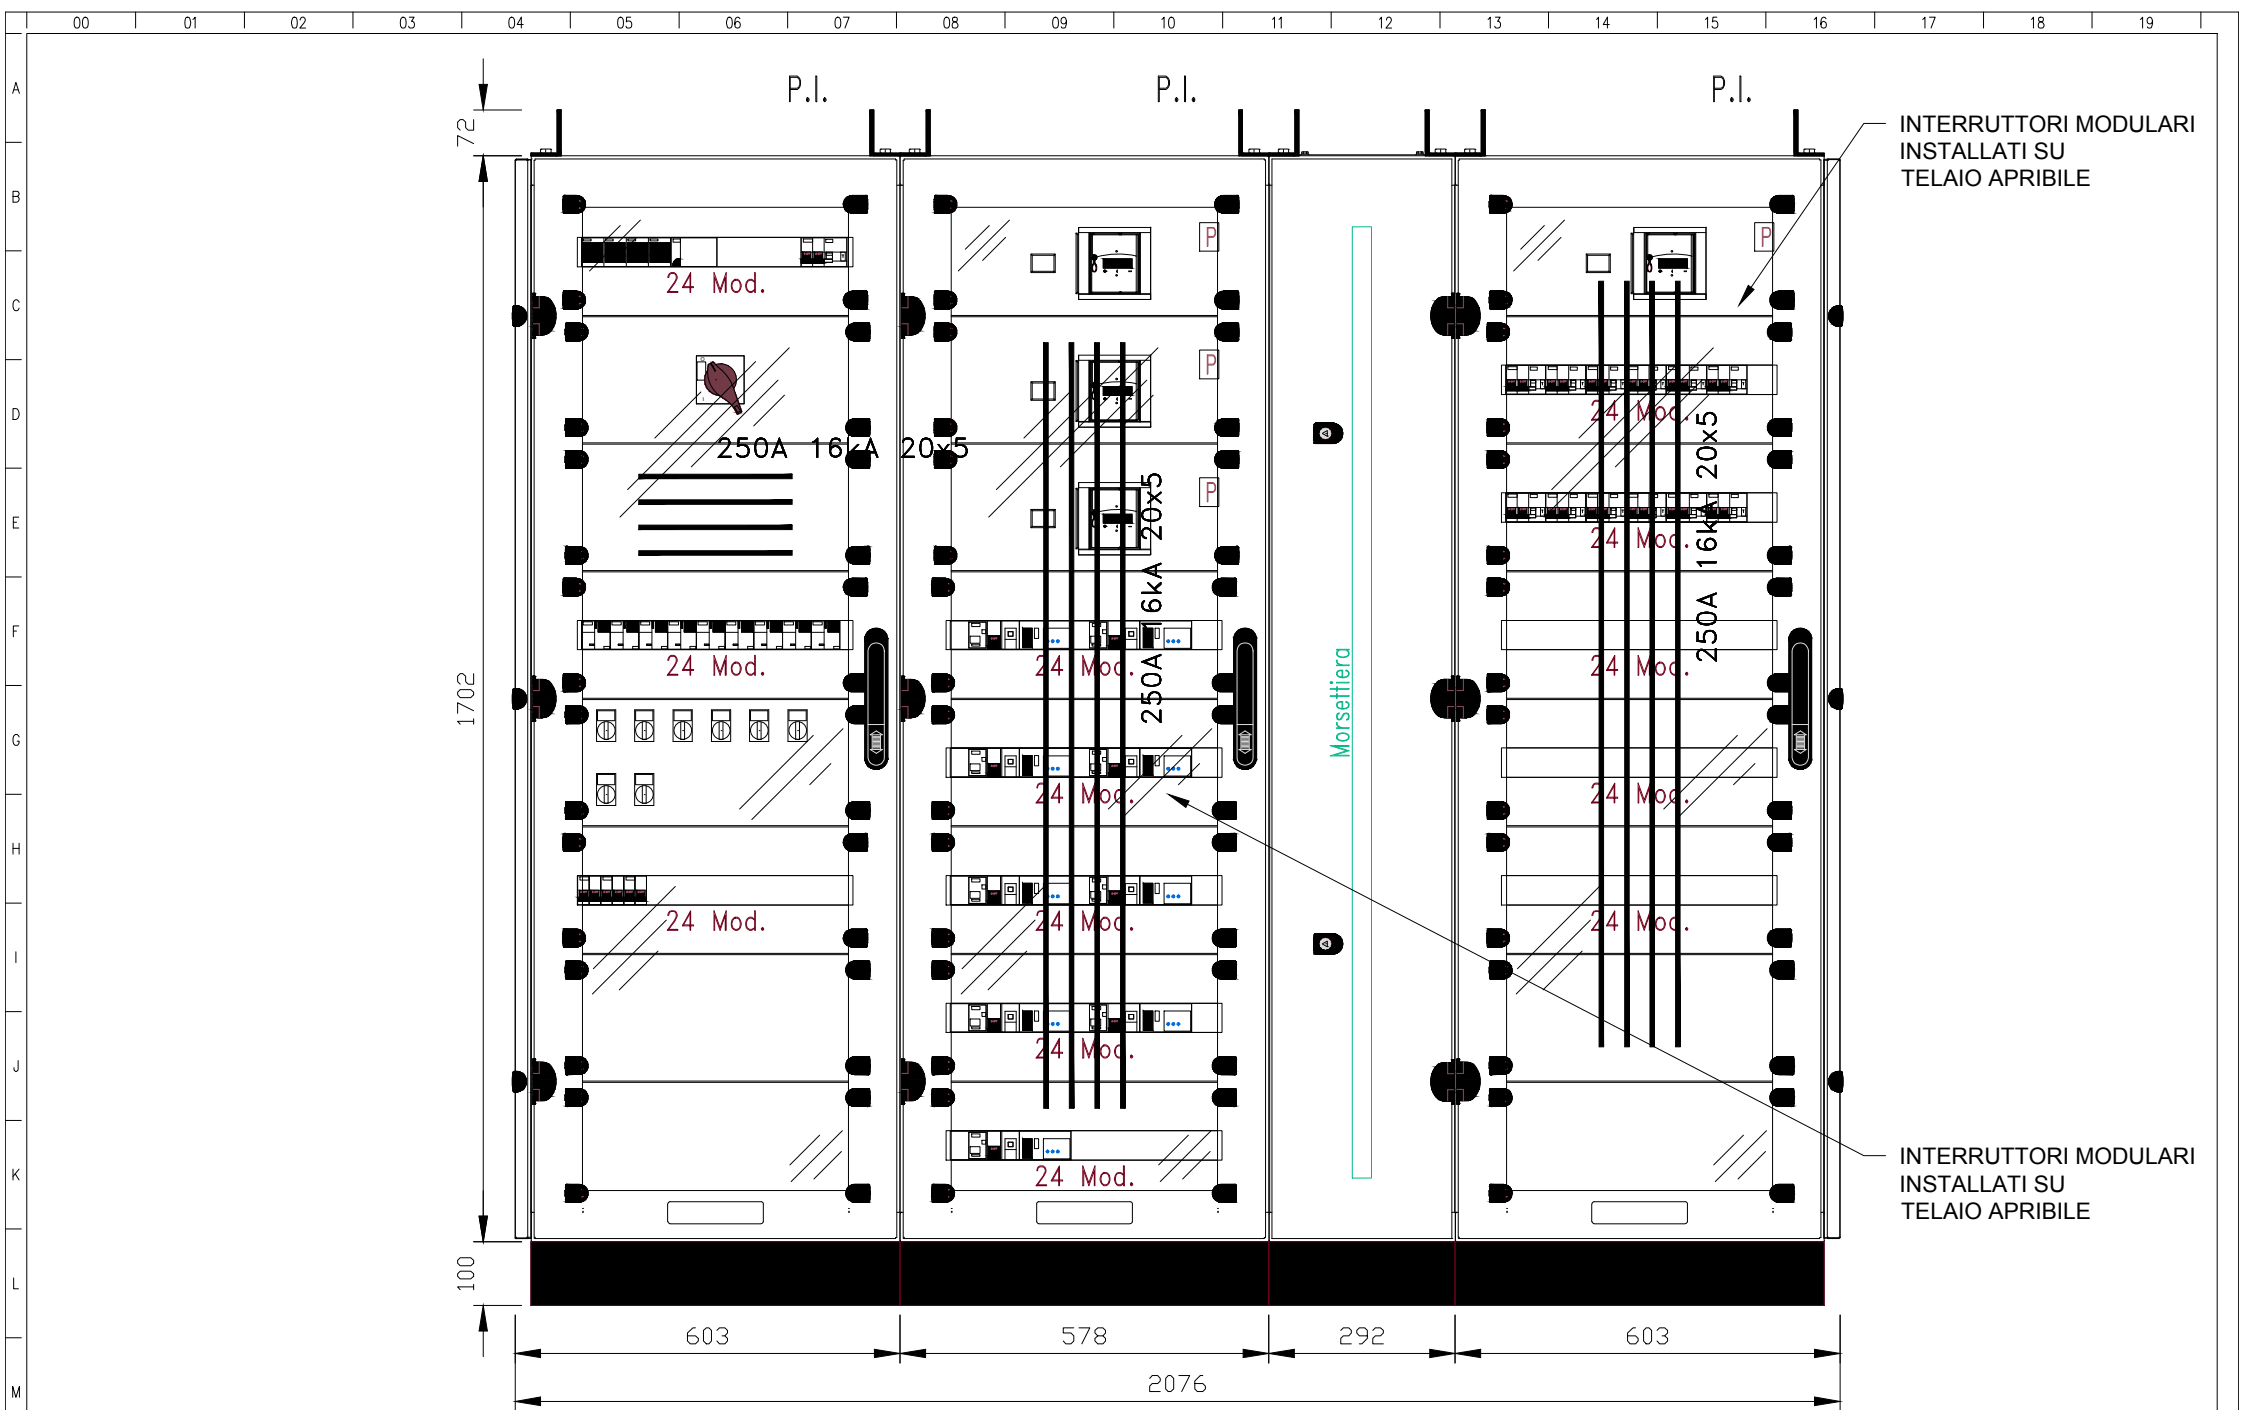 00 01 02 03 04 05 06 07 08 09 10 11 12 13 14 15 16 17 18 19
A
B
C
D
E
F
G
H
I
J
K
L
M
P.I. P.I. P.I.
INTERRUTTORI MODULARI
INSTALLATI SU
TELAIO APRIBILE
72
1702
100
P
P
P
P
24 Mod.
250A 16kA 20x5
24 Mod.
24 Mod.
250A 16kA 20x5
24 Mod.
24 Mod.
24 Mod.
24 Mod.
24 Mod.
Morsettiera
24 Mod.
24 Mod.
250A 16kA 20x5
24 Mod.
24 Mod.
24 Mod.
INTERRUTTORI MODULARI
INSTALLATI SU
TELAIO APRIBILE
603 578 292 603
2076